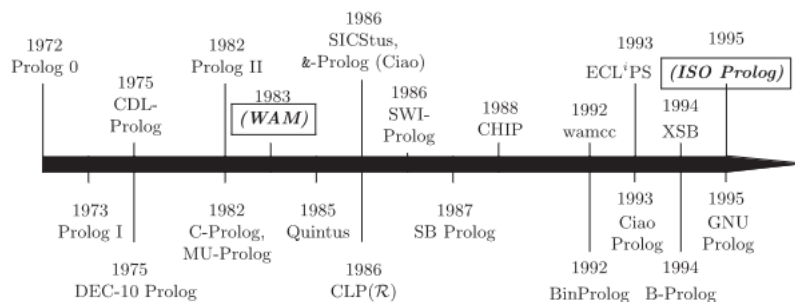 1972
Prolog 0
1975
CDL-
Prolog
1982
Prolog II
1983
(WAM)
1986
SICStus,
&-Prolog (Ciao)
1986
SWI-
Prolog
1988
CHIP
1992
wamcc
1993
ECLⁱPS
1994
XSB
1995
(ISO Prolog)
1973
Prolog I
1975
DEC-10 Prolog
1982
C-Prolog,
MU-Prolog
1985
Quintus
1986
CLP(ℛ)
1987
SB Prolog
1992
BinProlog
1993
Ciao
Prolog
1994
B-Prolog
1995
GNU
Prolog